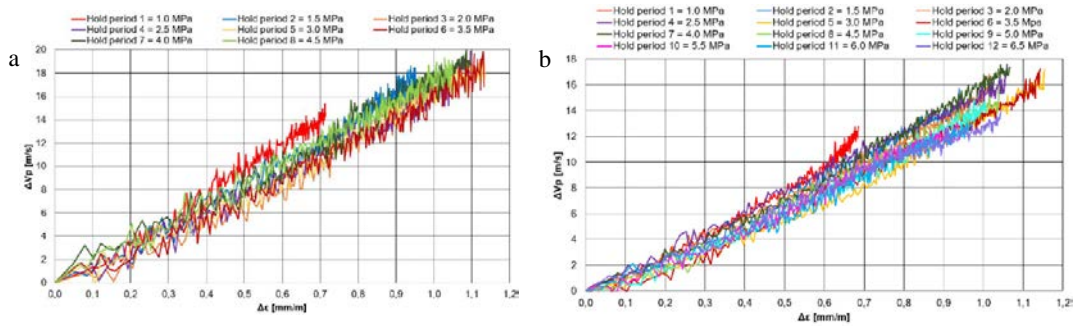 a
Hold period 1 = 1.0 MPa Hold period 2 = 1.5 MPa Hold period 3 = 2.0 MPa
Hold period 4 = 2.5 MPa Hold period 5 = 3.0 MPa Hold period 6 = 3.5 MPa
Hold period 7 = 4.0 MPa Hold period 8 = 4.5 MPa
20
18
16
14
12
10
8
6
4
2
0
ΔVp [m/s]
0,0 0,1 0,2 0,3 0,4 0,5 0,6 0,7 0,8 0,9 1,0 1,1 1,2
Δε [mm/m]
b
Hold period 1 = 1.0 MPa Hold period 2 = 1.5 MPa Hold period 3 = 2.0 MPa
Hold period 4 = 2.5 MPa Hold period 5 = 3.0 MPa Hold period 6 = 3.5 MPa
Hold period 7 = 4.0 MPa Hold period 8 = 4.5 MPa Hold period 9 = 5.0 MPa
Hold period 10 = 5.5 MPa Hold period 11 = 6.0 MPa Hold period 12 = 6.5 MPa
18
16
14
12
10
8
6
4
2
0
ΔVp [m/s]
0,0 0,1 0,2 0,3 0,4 0,5 0,6 0,7 0,8 0,9 1,0 1,1 1,25
Δε [mm/m]